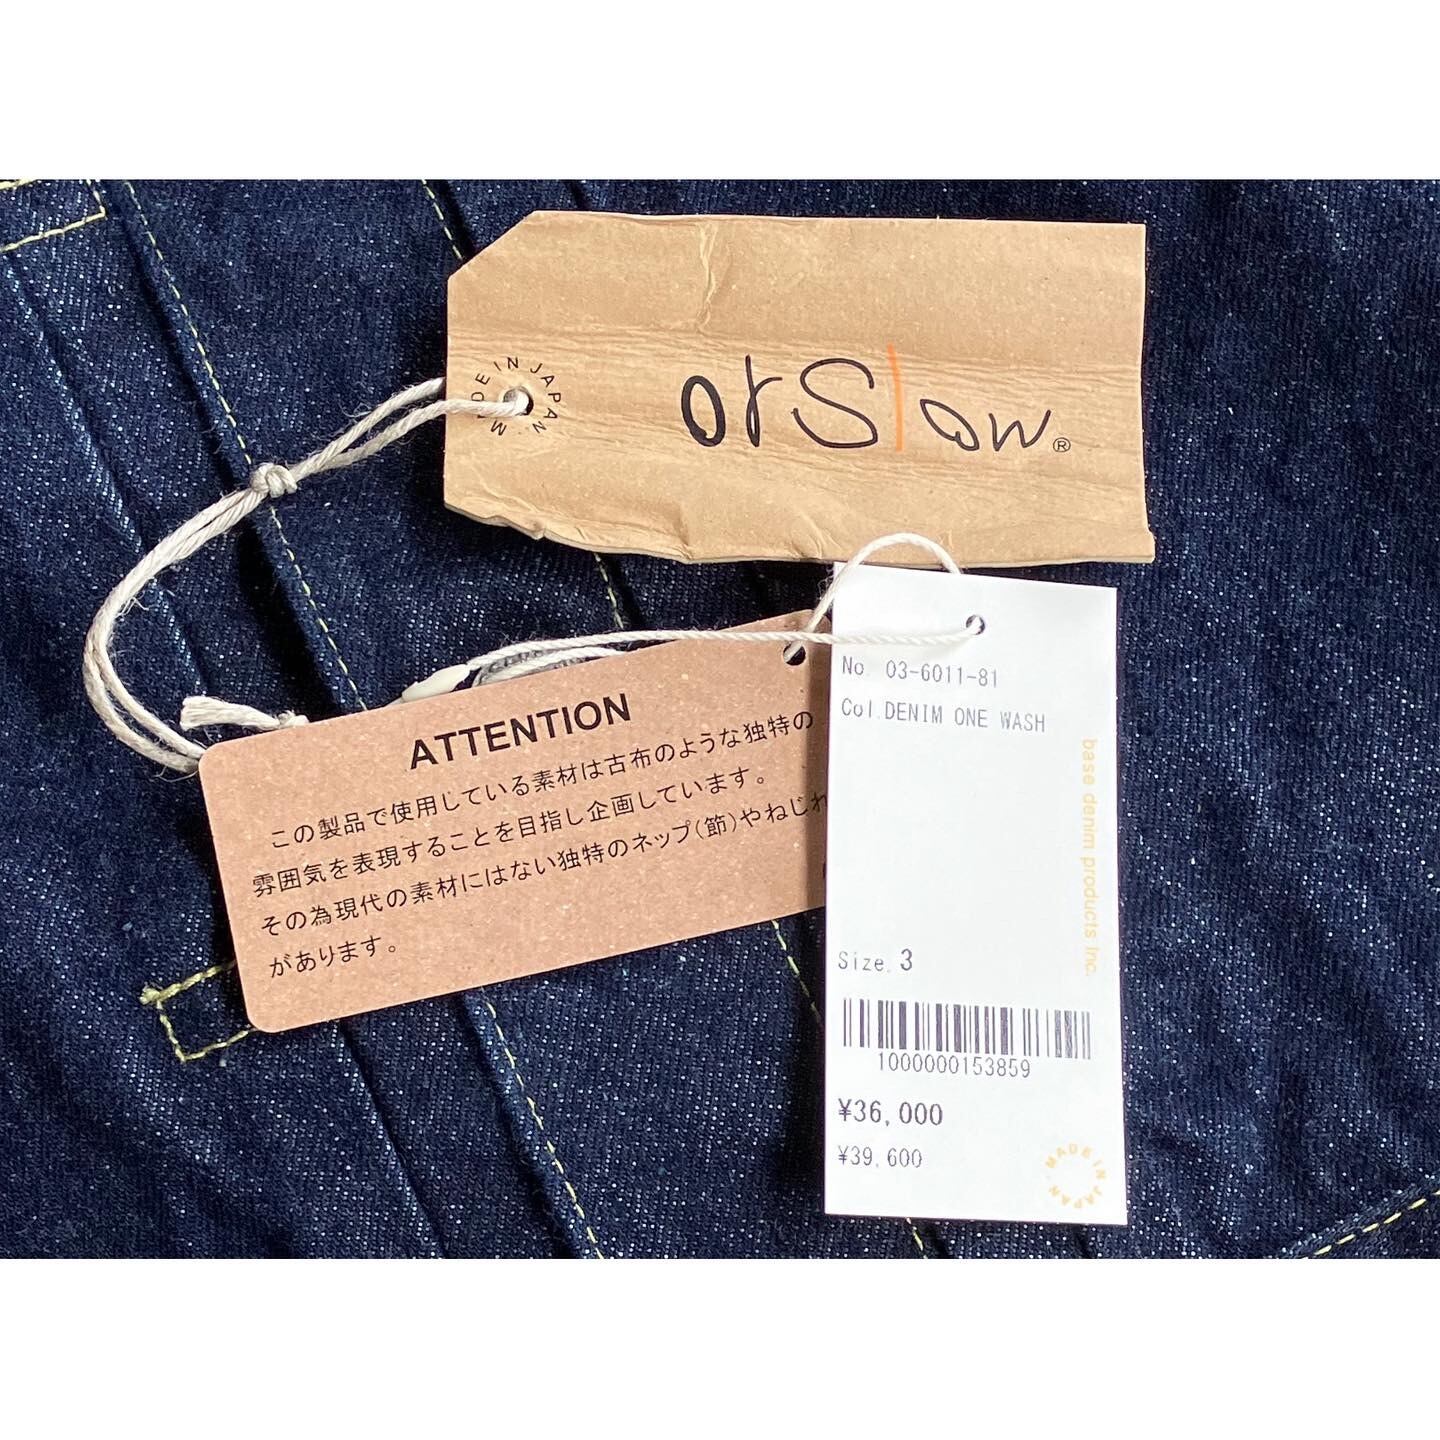 MADE IN JAPAN.
orSlow®
ATTENTION
この製品で使用している素材は古布のような独特の
雰囲気を表現することを目指し企画しています。
その為現代の素材にはない独特のネップ(節)やねじれ
があります。
No. 03-6011-81
Col.DENIM ONE WASH
base denim products Inc.
Size. 3
1000000153859
¥36,000
¥39,600
MADE IN JAPAN.